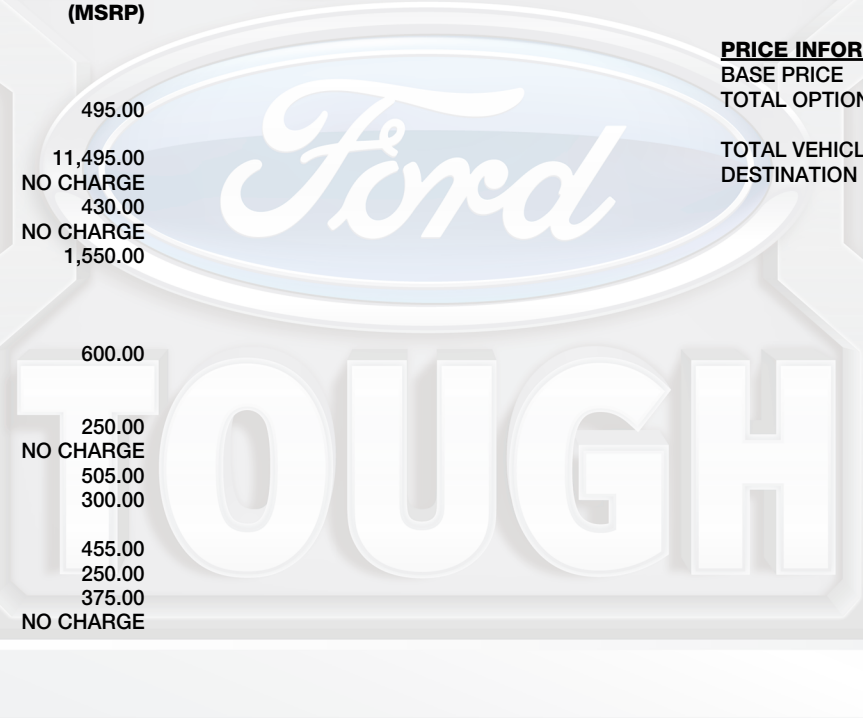 (MSRP)
495.00
11,495.00
NO CHARGE
430.00
NO CHARGE
1,550.00
600.00
250.00
NO CHARGE
505.00
300.00
455.00
250.00
375.00
NO CHARGE
PRICE INFOR
BASE PRICE
TOTAL OPTION
TOTAL VEHICL
DESTINATION
Ford
TOUGH